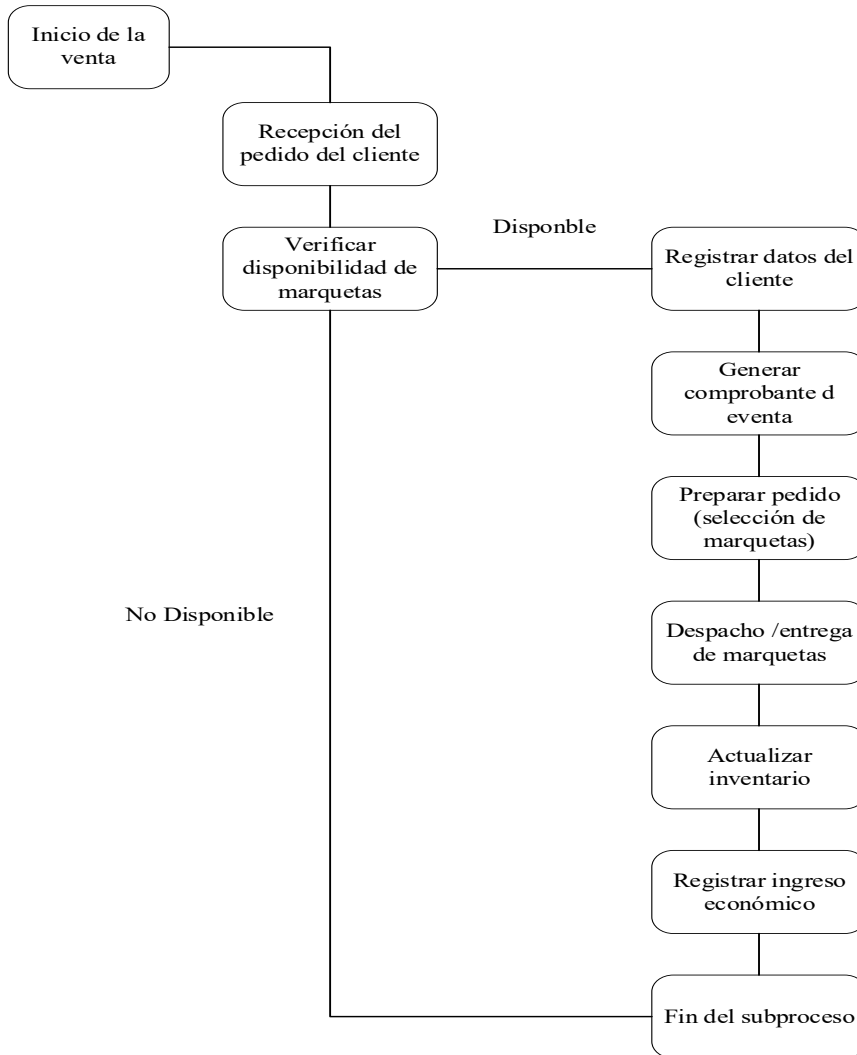 Inicio de la
venta
Recepción del
pedido del cliente
Verificar
disponibilidad de
marquetas
Disponble
Registrar datos del
cliente
Generar
comprobante d
eventa
Preparar pedido
(selección de
marquetas)
No Disponible
Despacho /entrega
de marquetas
Actualizar
inventario
Registrar ingreso
económico
Fin del subproceso